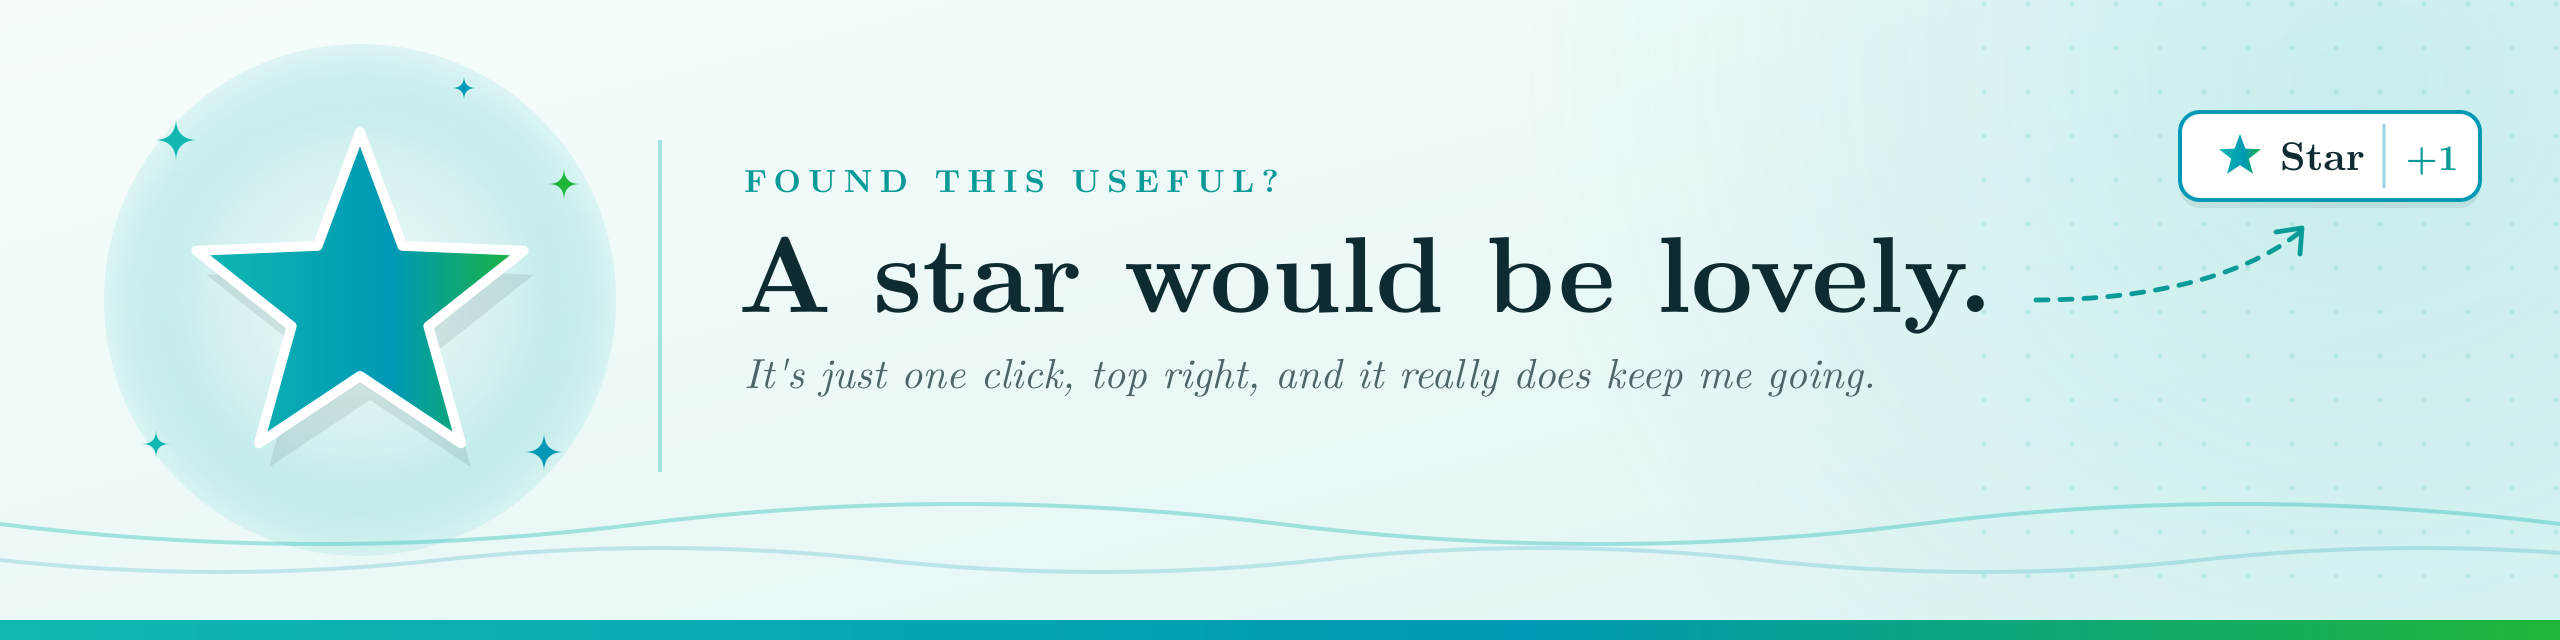 FOUND THIS USEFUL?
A star would be lovely.
It's just one click, top right, and it really does keep me going.
Star +1